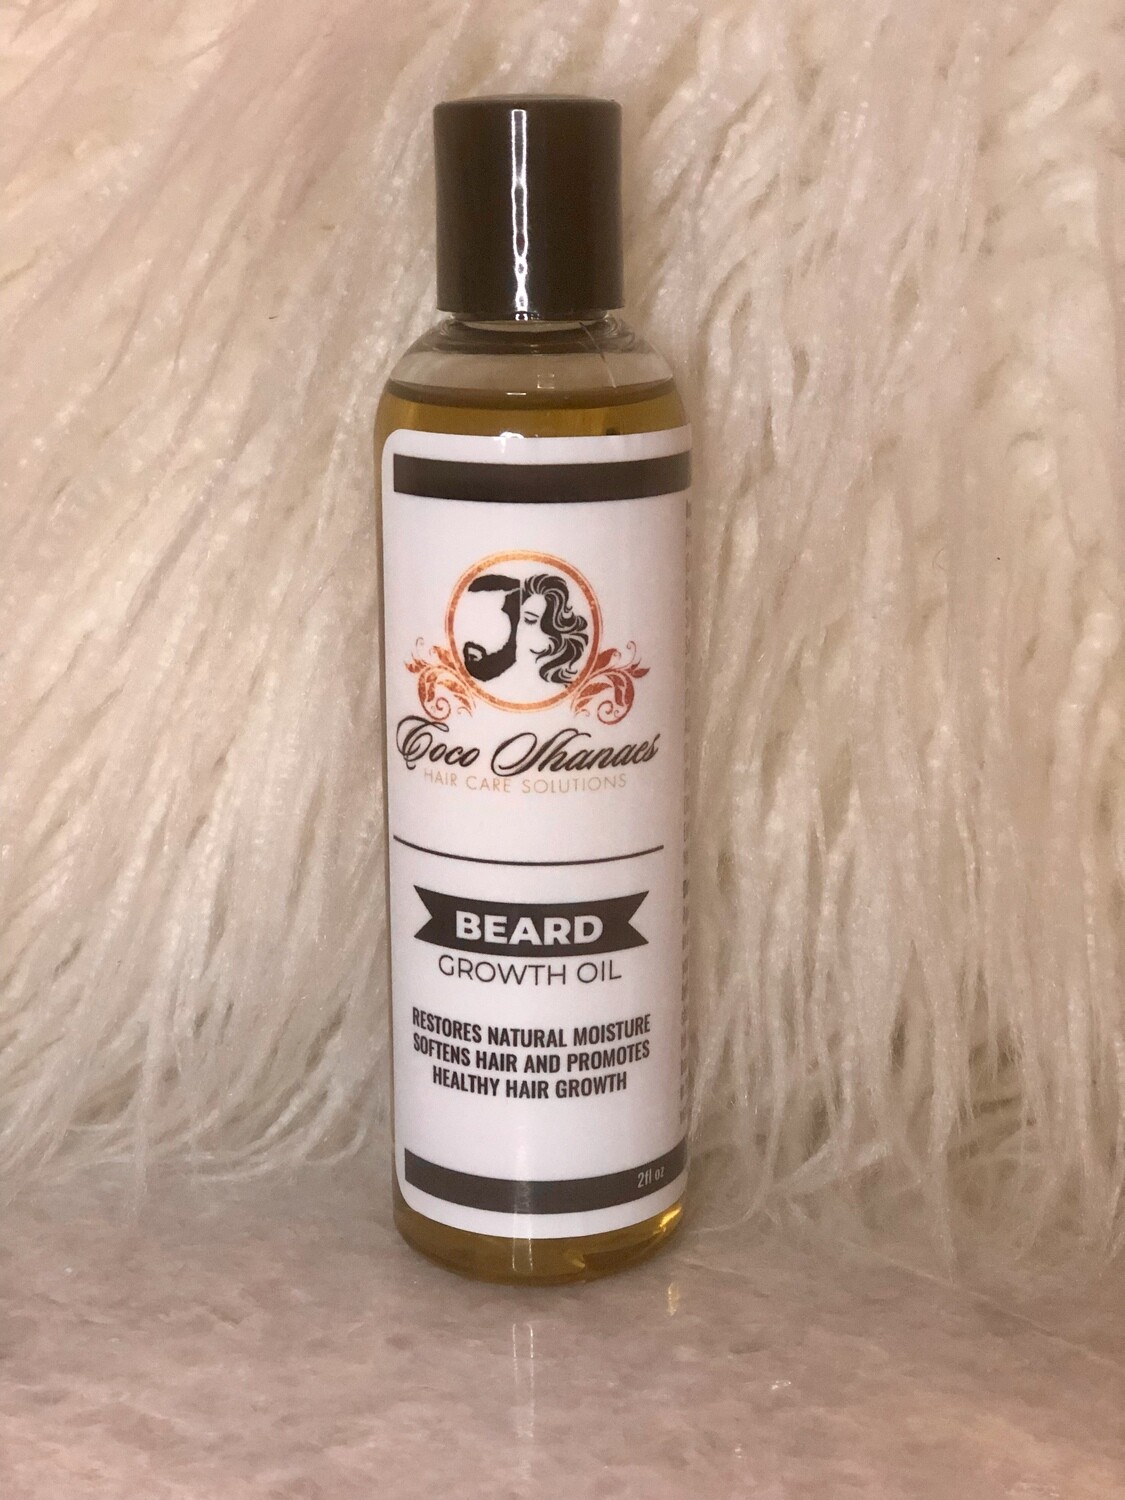 Coco Shanaes
HAIR CARE SOLUTIONS
BEARD
GROWTH OIL
RESTORES NATURAL MOISTURE
SOFTENS HAIR AND PROMOTES
HEALTHY HAIR GROWTH
2fl oz